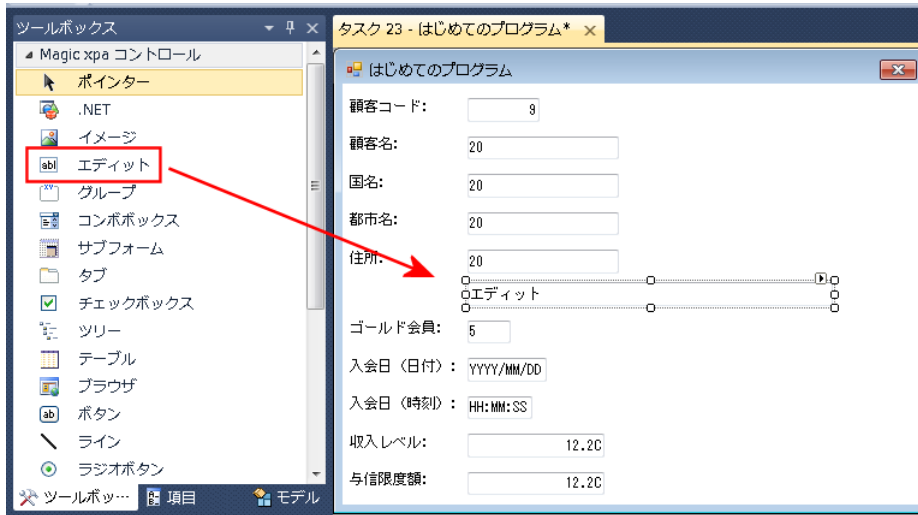 ツールボックス
タスク 23 - はじめてのプログラム*
Magic xpa コントロール
ポインター
.NET
イメージ
エディット
グループ
コンボボックス
サブフォーム
タブ
チェックボックス
ツリー
テーブル
ブラウザ
ボタン
ライン
ラジオボタン
ツールボッ…
項目
モデル
はじめてのプログラム
顧客コード: 9
顧客名: 20
国名: 20
都市名: 20
住所: 20
エディット
ゴールド会員: 5
入会日（日付）: YYYY/MM/DD
入会日（時刻）: HH:MM:SS
収入レベル: 12.2C
与信限度額: 12.2C